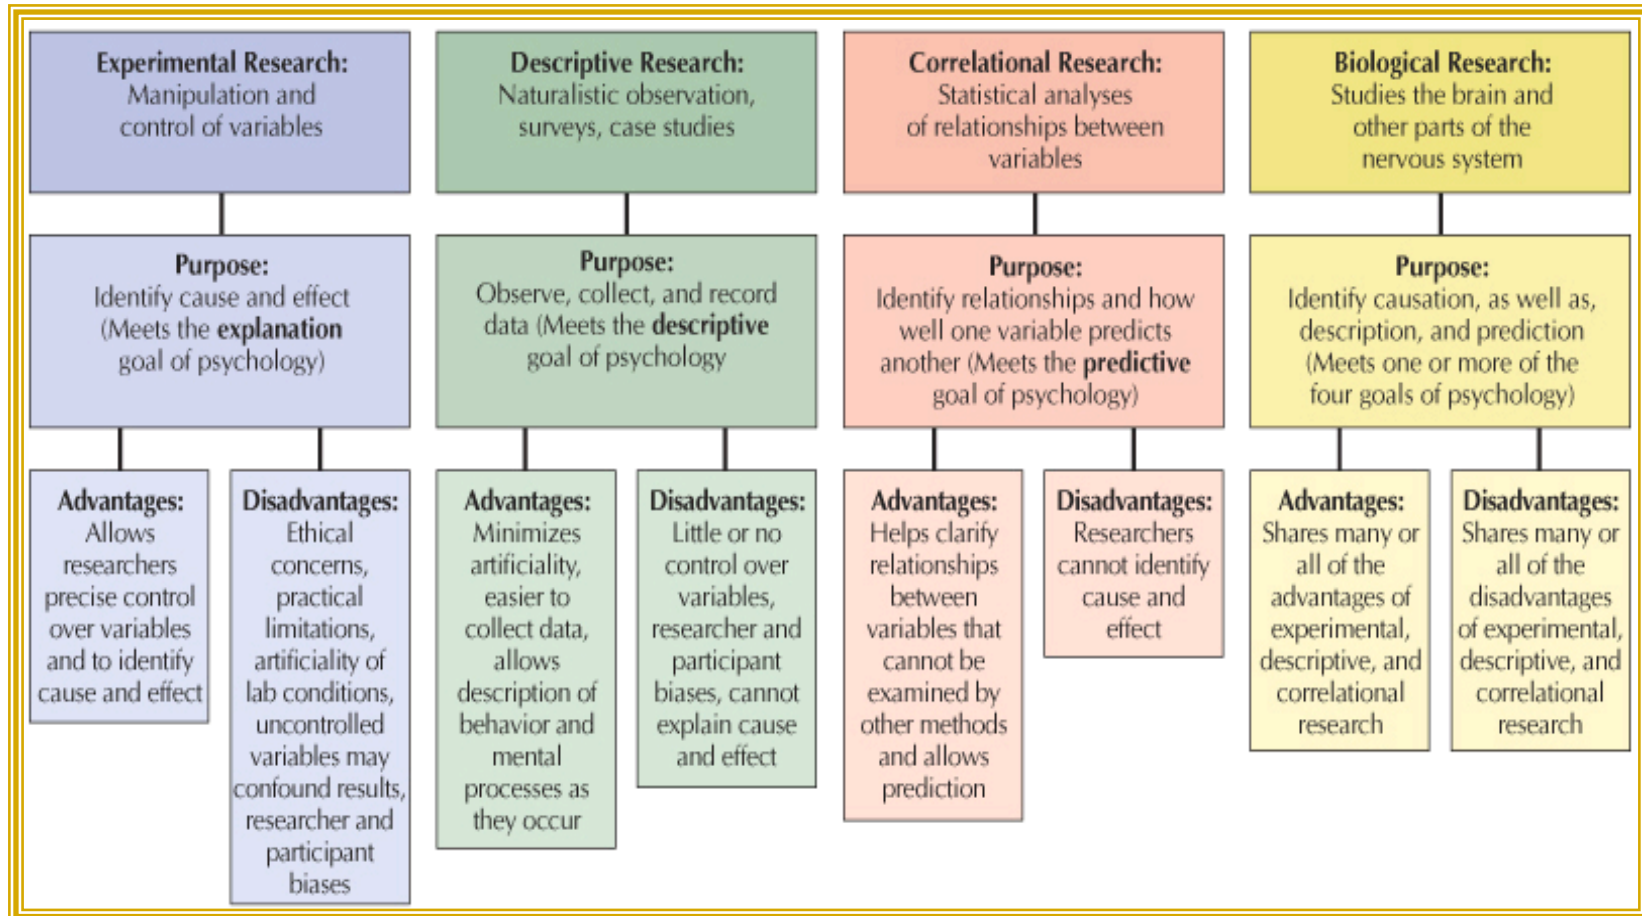 Experimental Research:
Manipulation and
control of variables
Purpose:
Identify cause and effect
(Meets the explanation
goal of psychology)
Advantages:
Allows
researchers
precise control
over variables
and to identify
cause and effect
Disadvantages:
Ethical
concerns,
practical
limitations,
artificiality of
lab conditions,
uncontrolled
variables may
confound results,
researcher and
participant
biases
Descriptive Research:
Naturalistic observation,
surveys, case studies
Purpose:
Observe, collect, and record
data (Meets the descriptive
goal of psychology
Advantages:
Minimizes
artificiality,
easier to
collect data,
allows
description of
behavior and
mental
processes as
they occur
Disadvantages:
Little or no
control over
variables,
researcher and
participant
biases, cannot
explain cause
and effect
Correlational Research:
Statistical analyses
of relationships between
variables
Purpose:
Identify relationships and how
well one variable predicts
another (Meets the predictive
goal of psychology)
Advantages:
Helps clarify
relationships
between
variables that
cannot be
examined by
other methods
and allows
prediction
Disadvantages:
Researchers
cannot identify
cause and
effect
Biological Research:
Studies the brain and
other parts of the
nervous system
Purpose:
Identify causation, as well as,
description, and prediction
(Meets one or more of the
four goals of psychology)
Advantages:
Shares many or
all of the
advantages of
experimental,
descriptive, and
correlational
research
Disadvantages:
Shares many or
all of the
disadvantages
of experimental,
descriptive, and
correlational
research